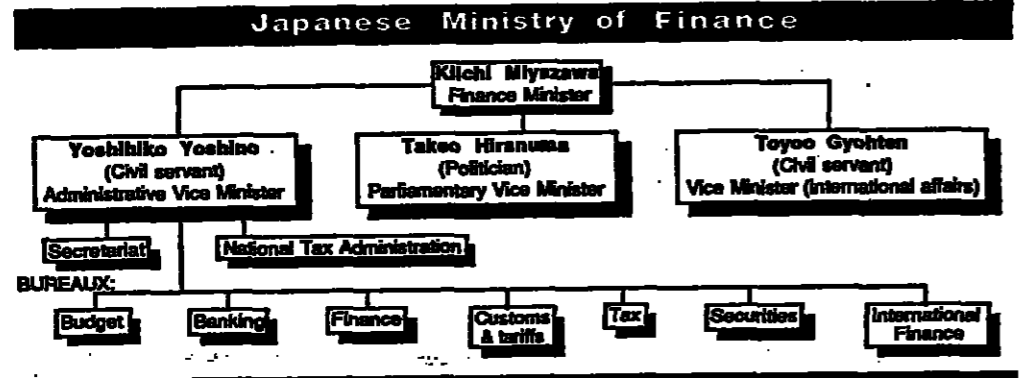 Japanese Ministry of Finance
Kiichi Miyazawa
Finance Minister
Yoshihiko Yoshino
(Civil servant)
Administrative Vice Minister
Takeo Hiranuma
(Politician)
Parliamentary Vice Minister
Toyoo Gyohten
(Civil servant)
Vice Minister (international affairs)
Secretariat
National Tax Administration
BUREAUX:
Budget
Banking
Finance
Customs
& tariffs
Tax
Securities
International
Finance